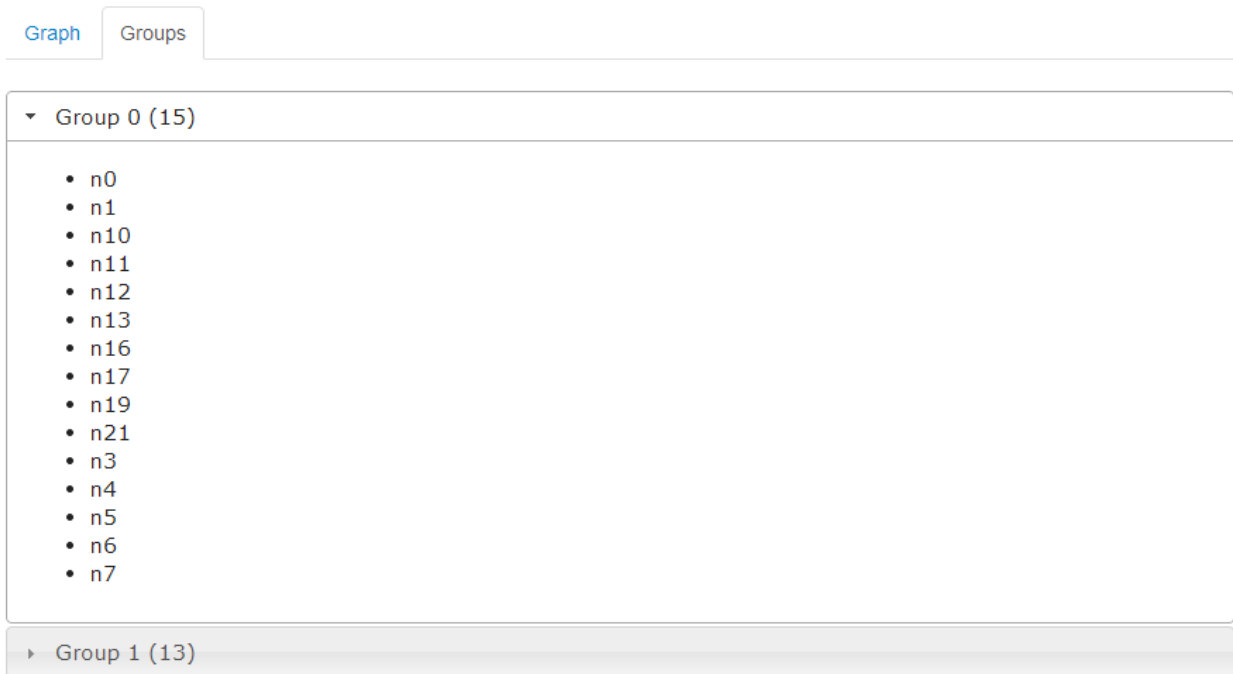 Graph Groups
Group 0 (15)
n0
n1
n10
n11
n12
n13
n16
n17
n19
n21
n3
n4
n5
n6
n7
Group 1 (13)